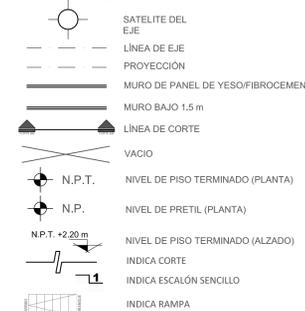 SATELITE DEL
EJE
LÍNEA DE EJE
PROYECCIÓN
MURO DE PANEL DE YESO/FIBROCEMEN
MURO BAJO 1.5 m
LÍNEA DE CORTE
VACIO
N.P.T. NIVEL DE PISO TERMINADO (PLANTA)
N.P. NIVEL DE PRETIL (PLANTA)
N.P.T. +2.20 m
NIVEL DE PISO TERMINADO (ALZADO)
INDICA CORTE
1 INDICA ESCALÓN SENCILLO
INDICA RAMPA